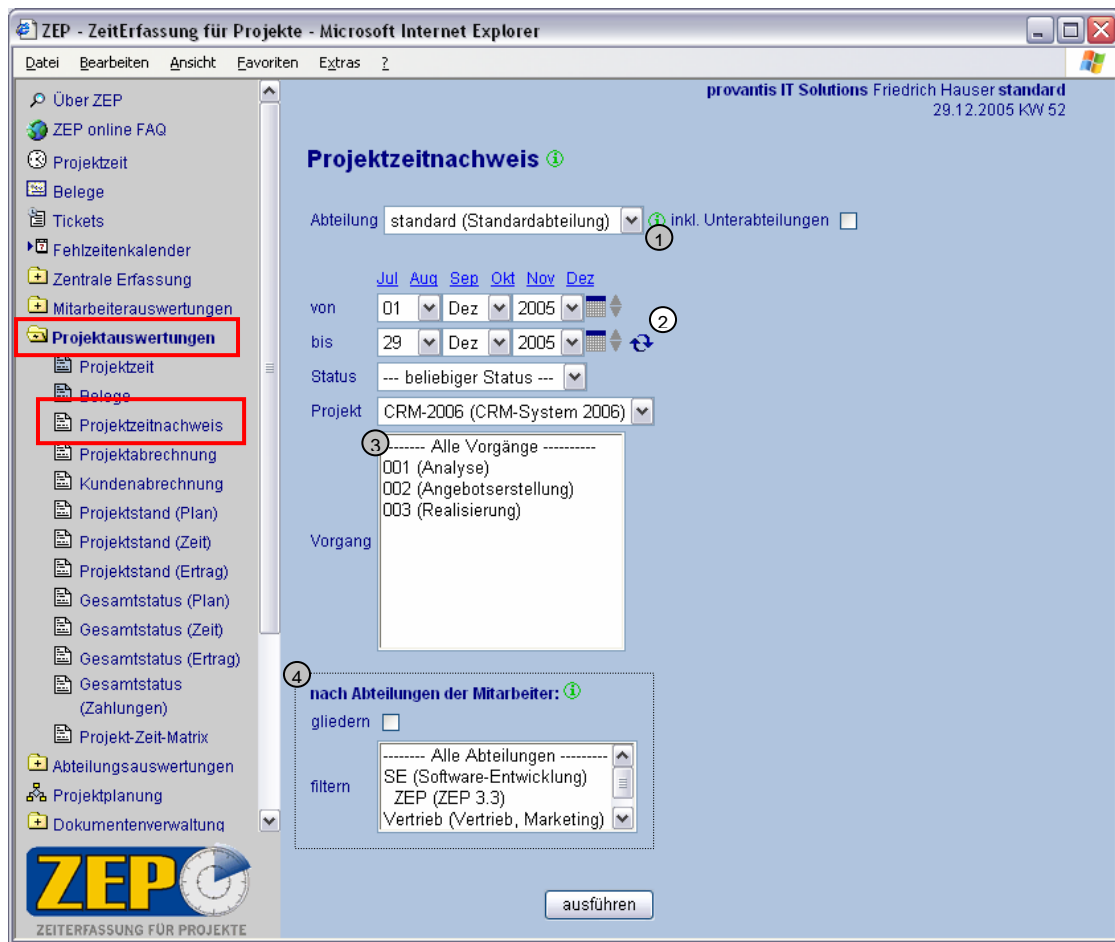 ZEP - ZeitErfassung für Projekte - Microsoft Internet Explorer
Datei Bearbeiten Ansicht Favoriten Extras ?
provantis IT Solutions Friedrich Hauser standard
29.12.2005 KW 52
Über ZEP
ZEP online FAQ
Projektzeit
Belege
Tickets
Fehlzeitenkalender
Zentrale Erfassung
Mitarbeiterauswertungen
Projektauswertungen
Projektzeit
Belege
Projektzeitnachweis
Projektabrechnung
Kundenabrechnung
Projektstand (Plan)
Projektstand (Zeit)
Projektstand (Ertrag)
Gesamtstatus (Plan)
Gesamtstatus (Zeit)
Gesamtstatus (Ertrag)
Gesamtstatus
(Zahlungen)
Projekt-Zeit-Matrix
Abteilungsauswertungen
Projektplanung
Dokumentenverwaltung
ZEP
ZEITERFASSUNG FÜR PROJEKTE
Projektzeitnachweis
Abteilung standard (Standardabteilung) inkl. Unterabteilungen
1
Jul Aug Sep Okt Nov Dez
von 01 Dez 2005
2
bis 29 Dez 2005
Status --- beliebiger Status ---
Projekt CRM-2006 (CRM-System 2006)
3
------- Alle Vorgänge ----------
001 (Analyse)
002 (Angebotserstellung)
003 (Realisierung)
Vorgang
4
nach Abteilungen der Mitarbeiter:
gliedern
-------- Alle Abteilungen ---------
SE (Software-Entwicklung)
filtern
ZEP (ZEP 3.3)
Vertrieb (Vertrieb, Marketing)
ausführen